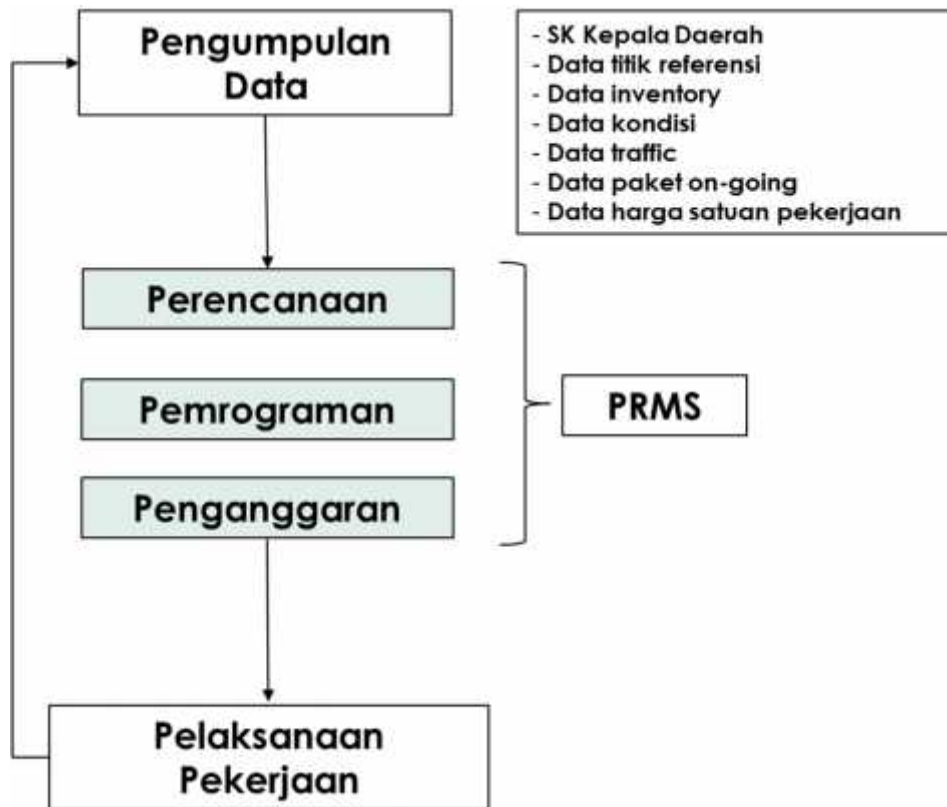 Pengumpulan
Data
- SK Kepala Daerah
- Data titik referensi
- Data inventory
- Data kondisi
- Data traffic
- Data paket on-going
- Data harga satuan pekerjaan
Perencanaan
Pemrograman
Penganggaran
PRMS
Pelaksanaan
Pekerjaan